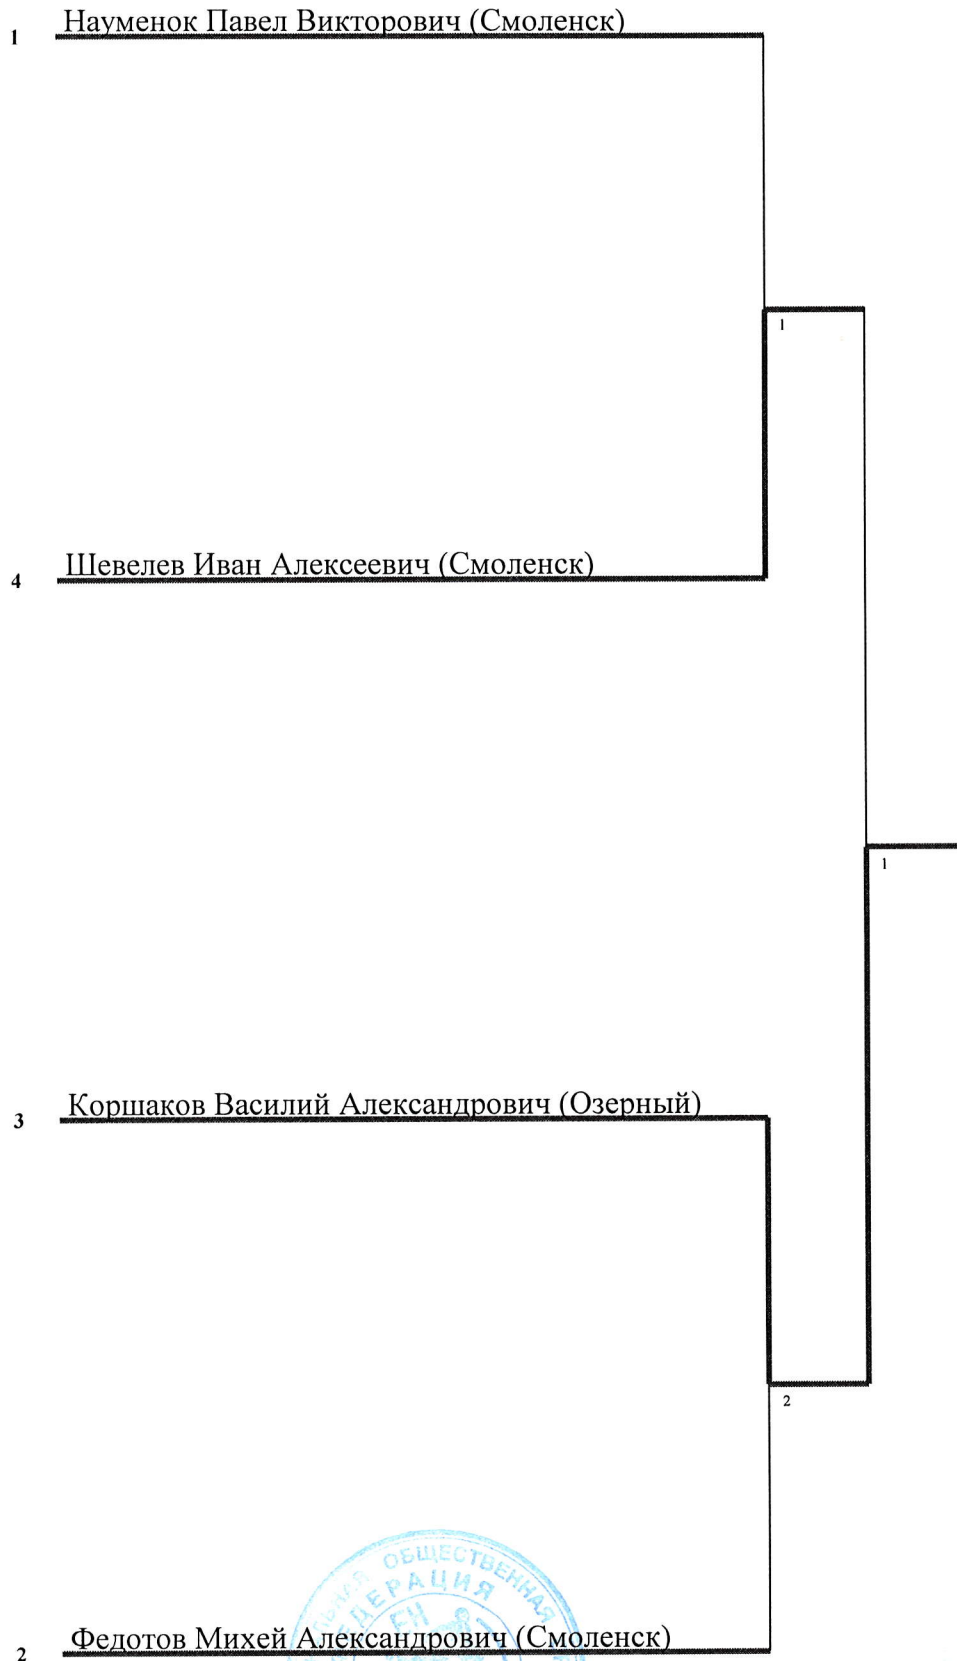 1 Науменок Павел Викторович (Смоленск)
1
4 Шевелев Иван Алексеевич (Смоленск)
1
3 Коршаков Василий Александрович (Озерный)
2
ОБЩЕСТВЕННАЯ
2 Федотов Михей Александрович (Смоленск)